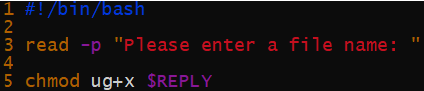 1 #!/bin/bash
2
3 read -p "Please enter a file name: "
4
5 chmod ug+x $REPLY